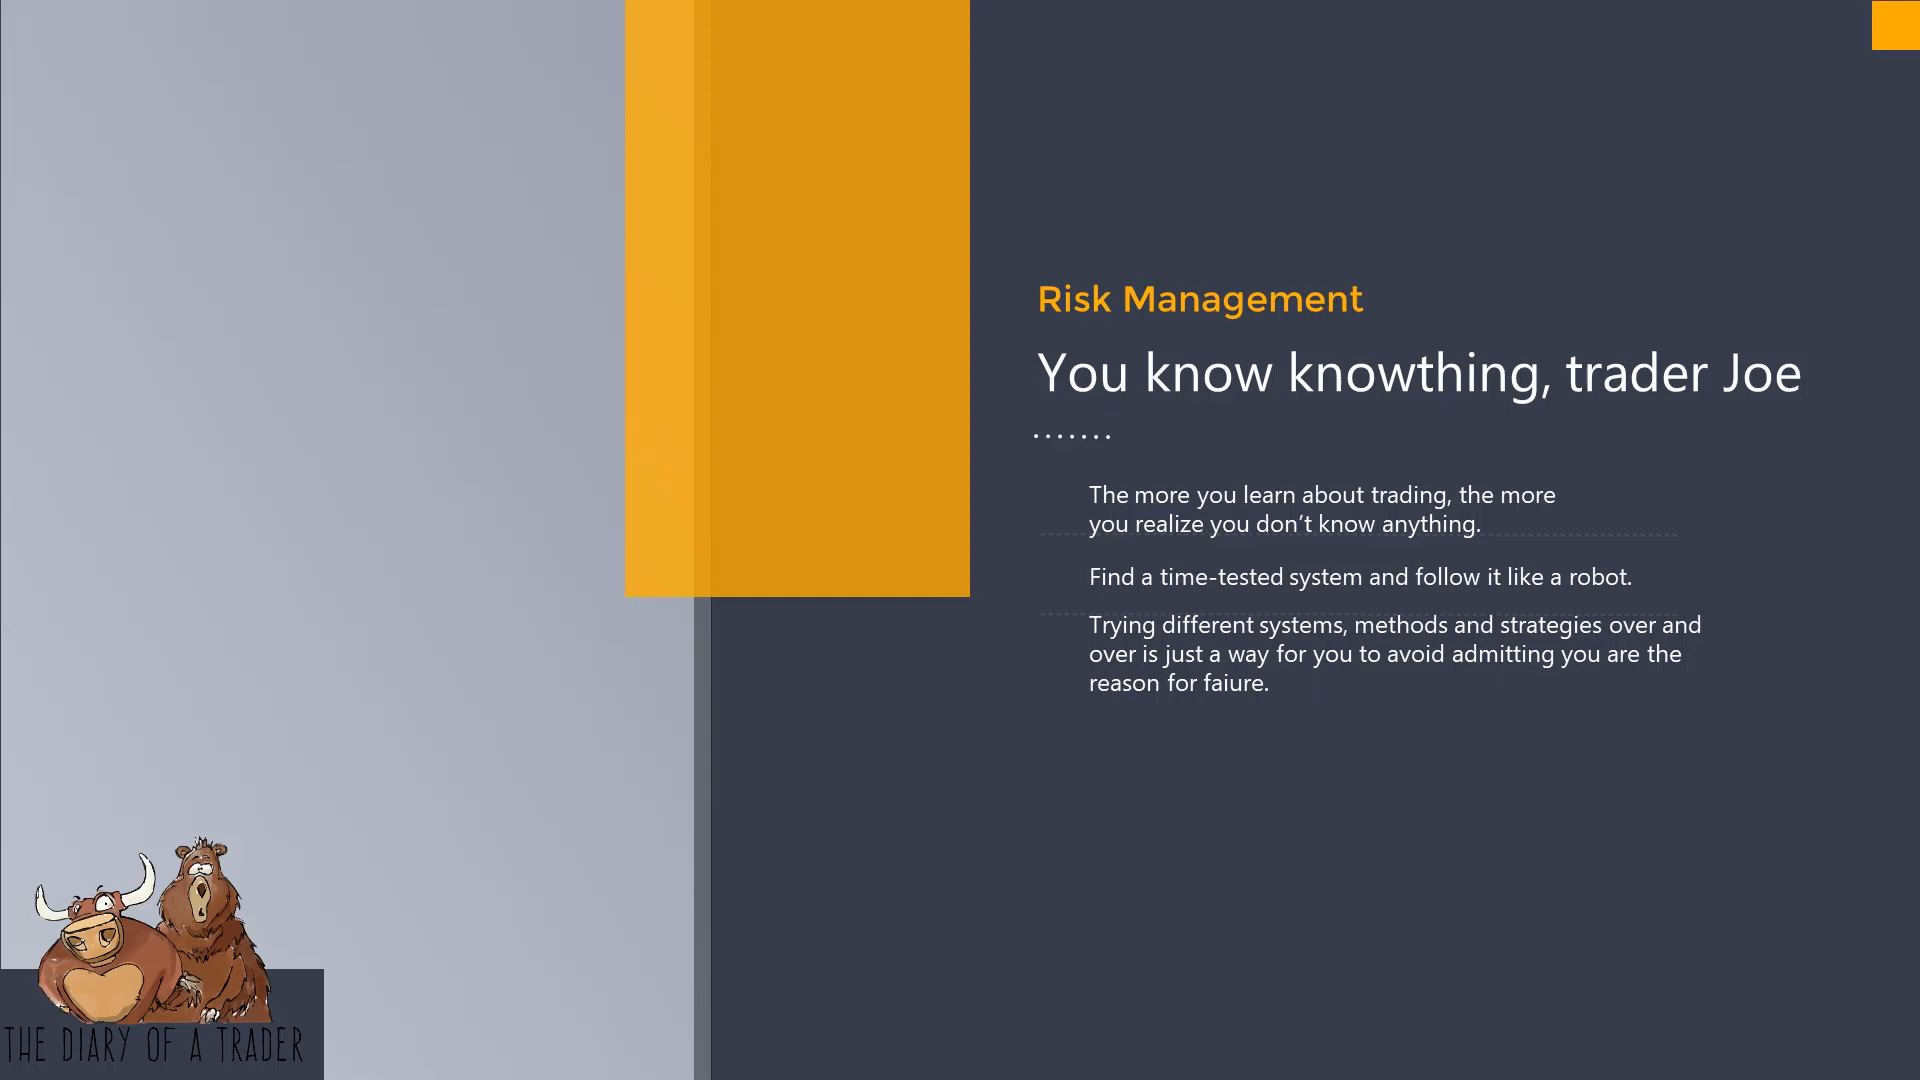 Risk Management
You know knowthing, trader Joe
.......
The more you learn about trading, the more
you realize you don’t know anything.
Find a time-tested system and follow it like a robot.
Trying different systems, methods and strategies over and
over is just a way for you to avoid admitting you are the
reason for faiure.
THE DIARY OF A TRADER